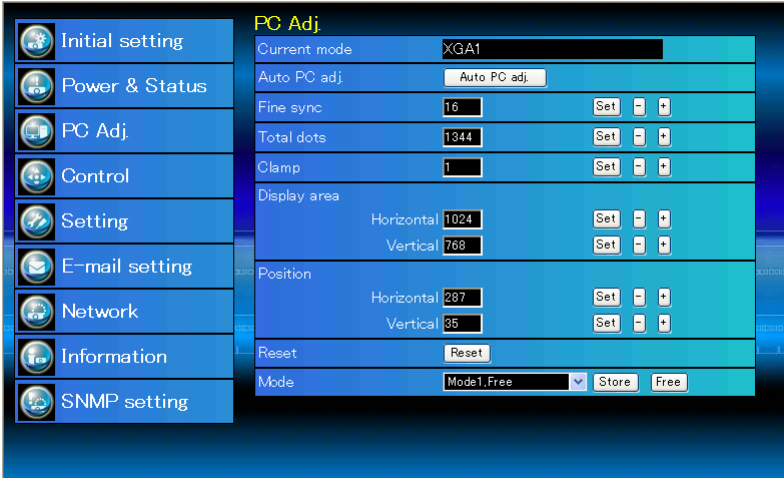 Initial setting
Power & Status
PC Adj.
Control
Setting
E-mail setting
Network
Information
SNMP setting
PC Adj.
Current mode XGA1
Auto PC adj. Auto PC adj.
Fine sync 16 Set - +
Total dots 1344 Set - +
Clamp 1 Set - +
Display area
Horizontal 1024 Set - +
Vertical 768 Set - +
Position
Horizontal 287 Set - +
Vertical 35 Set - +
Reset Reset
Mode Mode1,Free Store Free